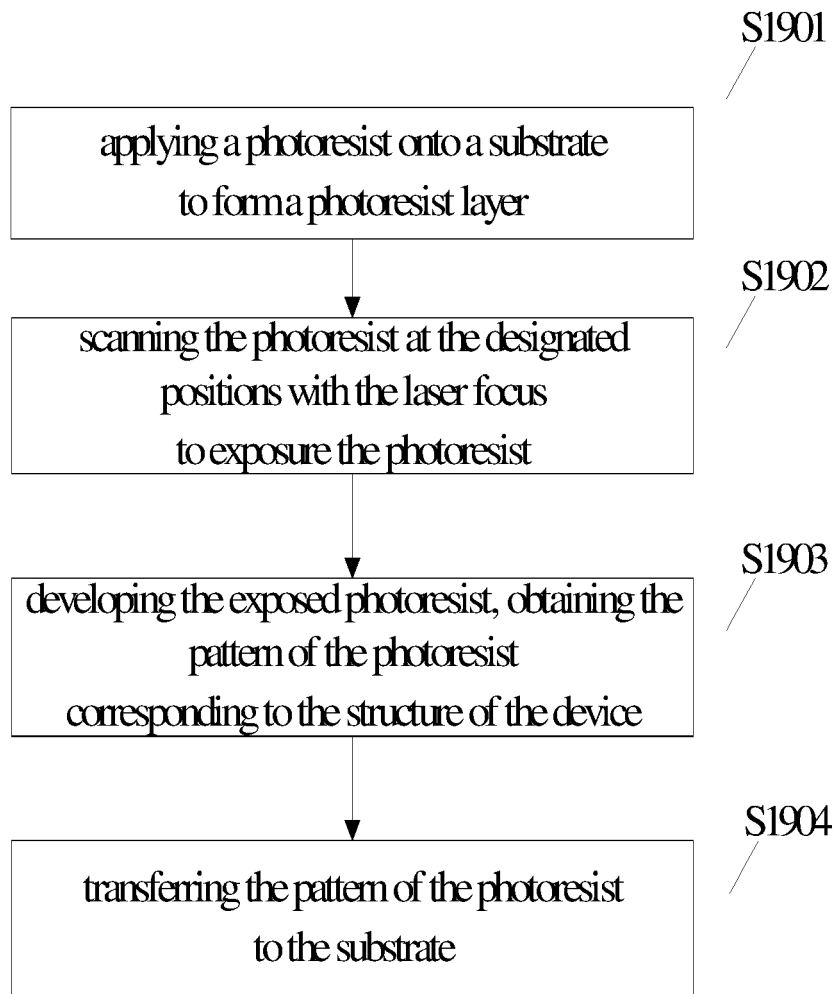 S1901
applying a photoresist onto a substrate
to form a photoresist layer
S1902
scanning the photoresist at the designated
positions with the laser focus
to exposure the photoresist
S1903
developing the exposed photoresist, obtaining the
pattern of the photoresist
corresponding to the structure of the device
S1904
transferring the pattern of the photoresist
to the substrate